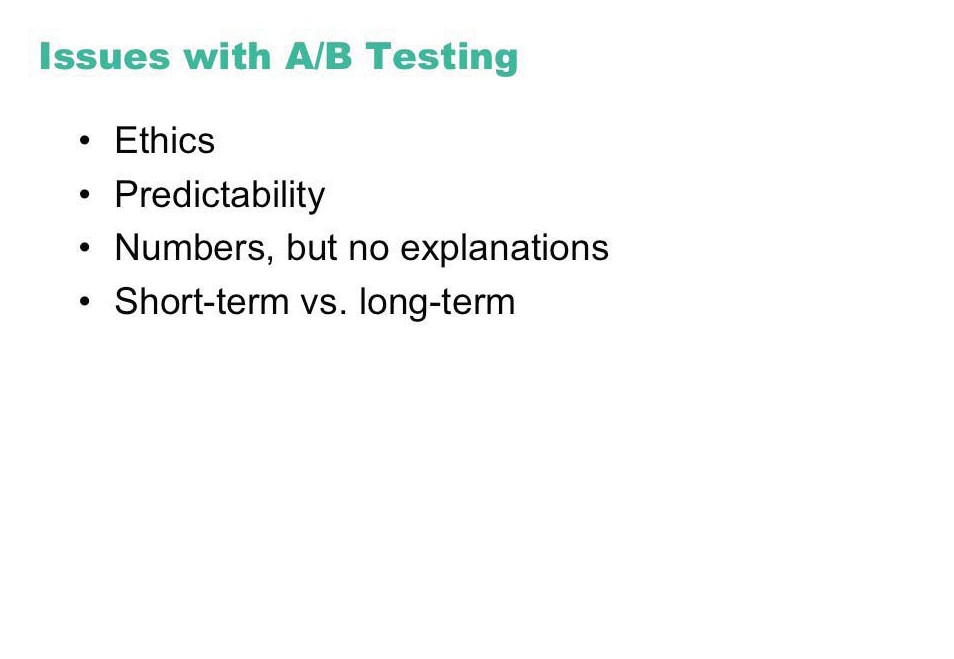 Issues with A/B Testing
• Ethics
• Predictability
• Numbers, but no explanations
• Short-term vs. long-term